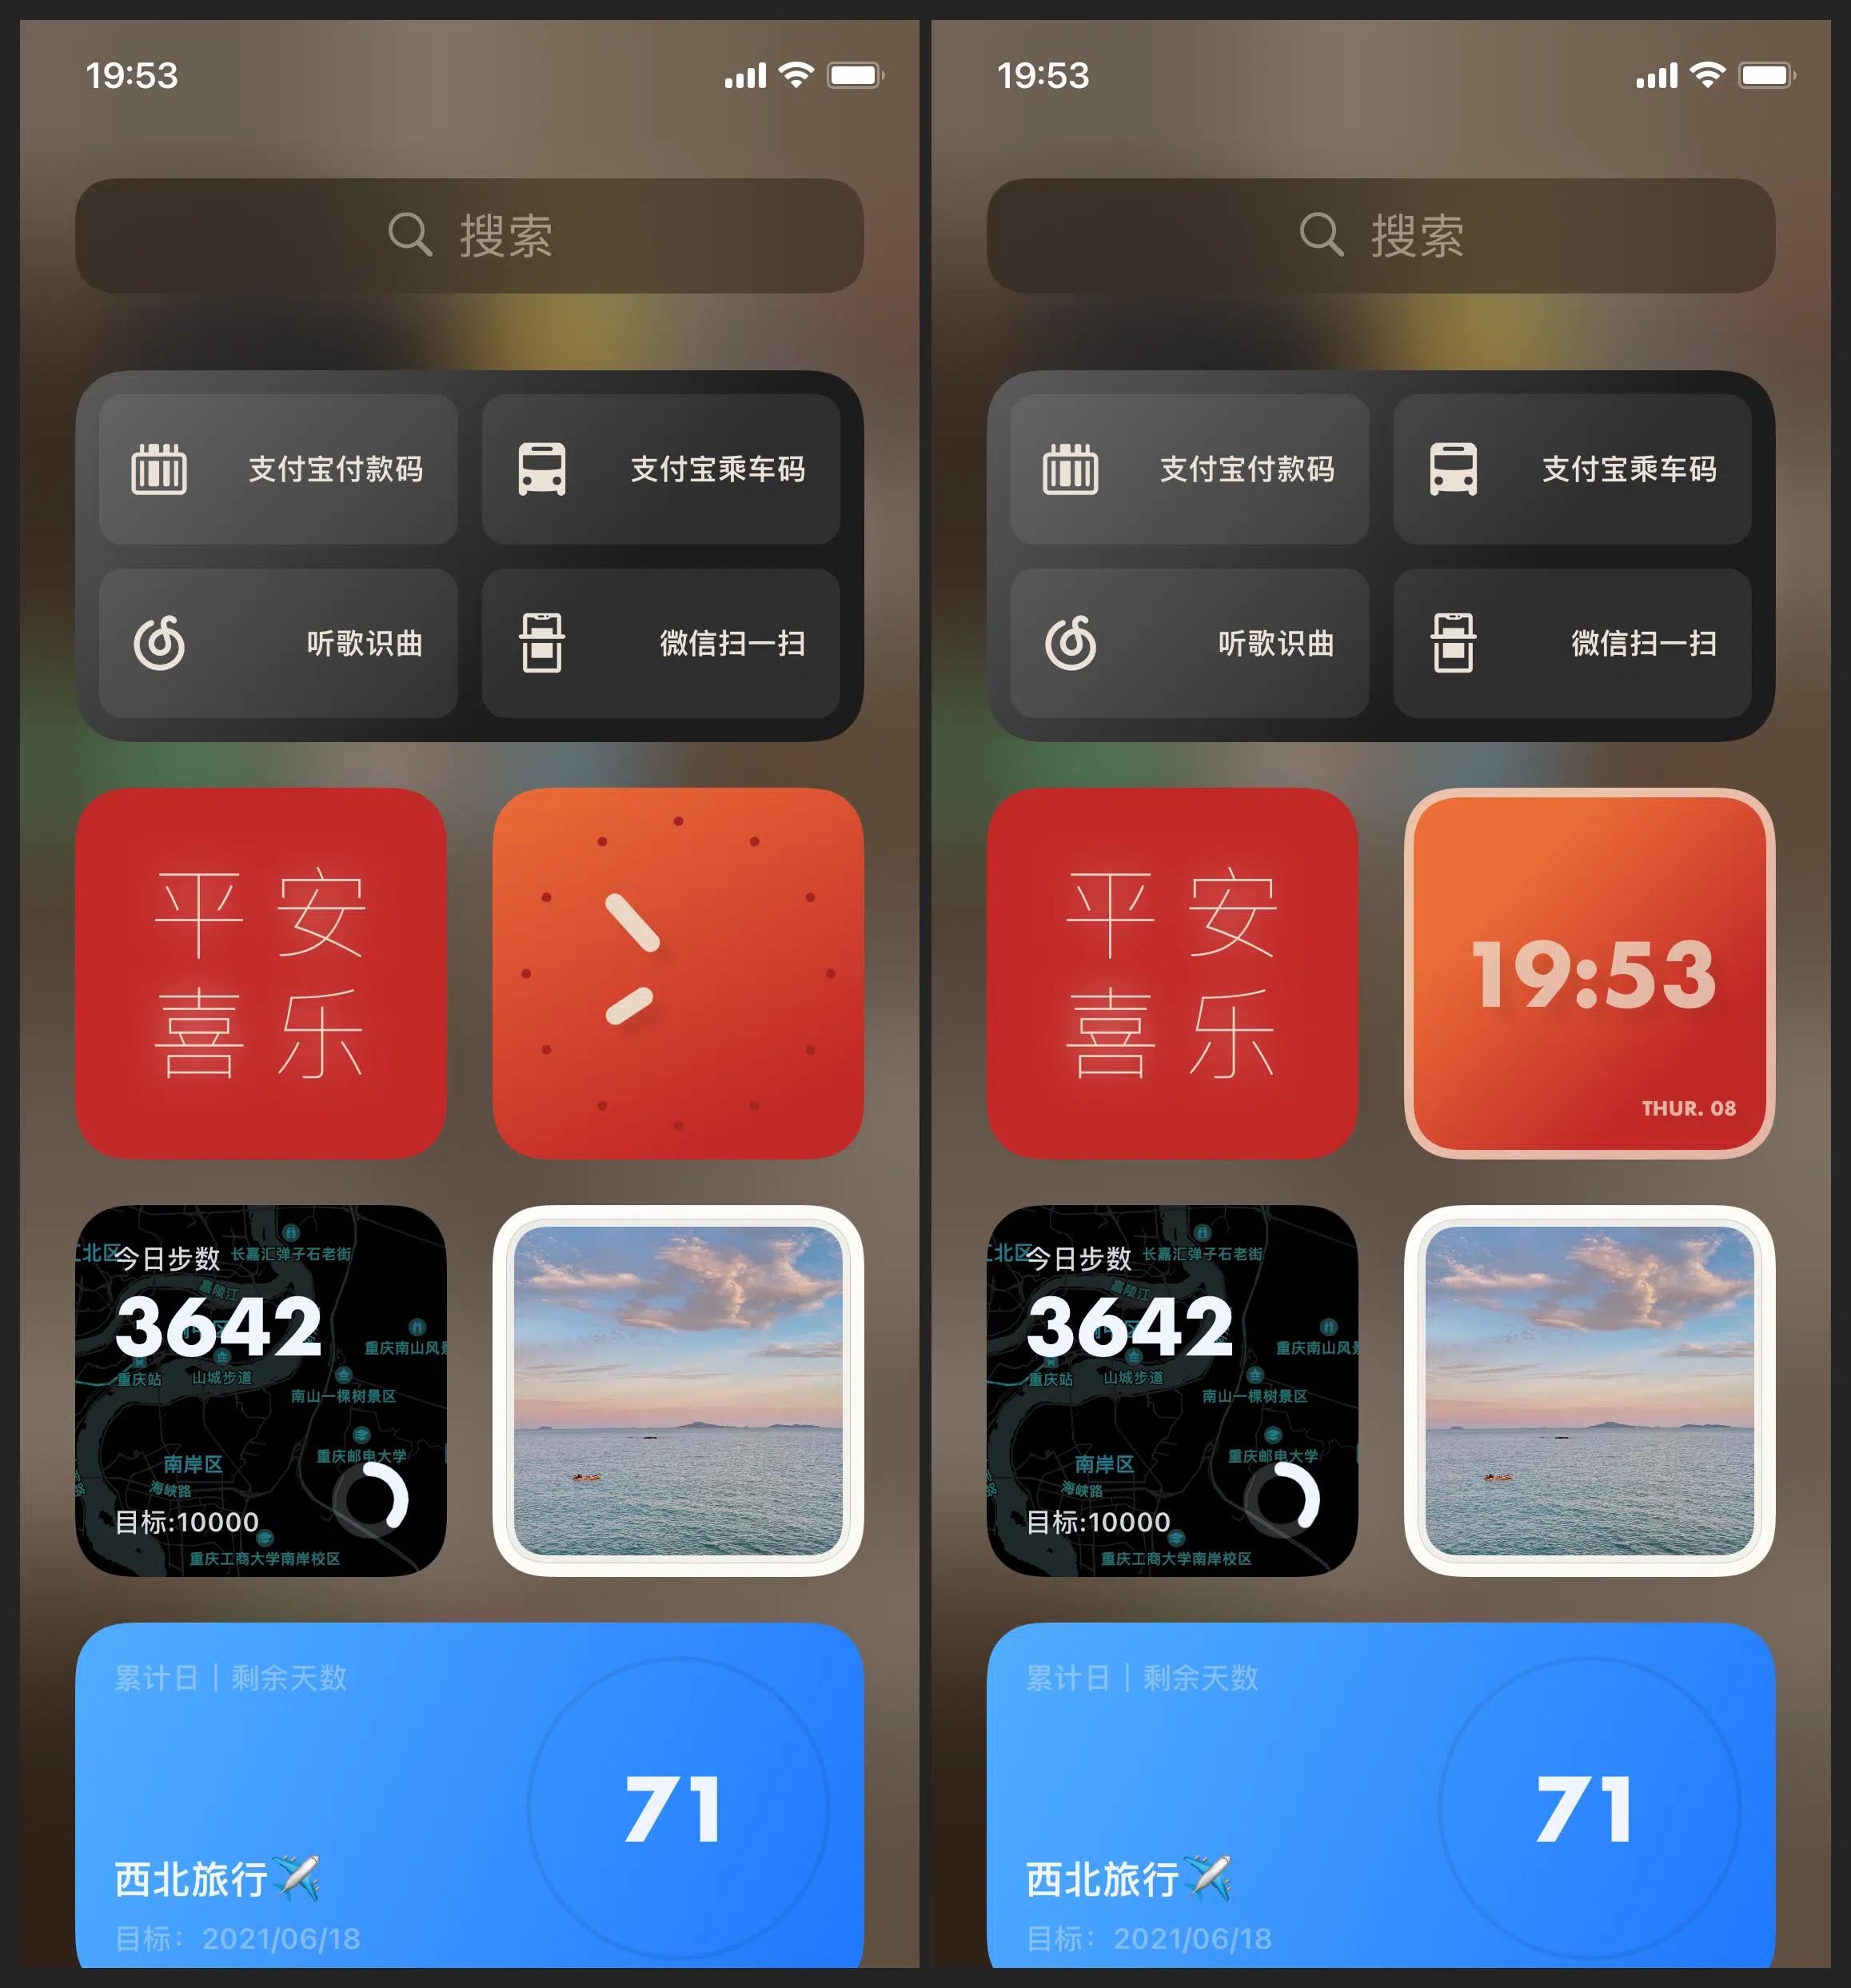 19:53
搜索
支付宝付款码
支付宝乘车码
听歌识曲
微信扫一扫
平安
喜乐
北区
今日步数
长嘉汇弹子石老街
嘉陵江
3642
重庆南山风景
重庆站
山城步道
南山一棵树景区
重庆邮电大学
南岸区
海峡路
目标:10000
重庆工商大学南岸校区
累计日｜剩余天数
71
西北旅行
目标：2021/06/18
19:53
搜索
支付宝付款码
支付宝乘车码
听歌识曲
微信扫一扫
平安
喜乐
19:53
THUR. 08
北区
今日步数
长嘉汇弹子石老街
嘉陵江
3642
重庆南山风
重庆站
山城步道
南山一棵树景区
重庆邮电大学
南岸区
海峡路
目标:10000
重庆工商大学南岸校区
累计日｜剩余天数
71
西北旅行
目标：2021/06/18